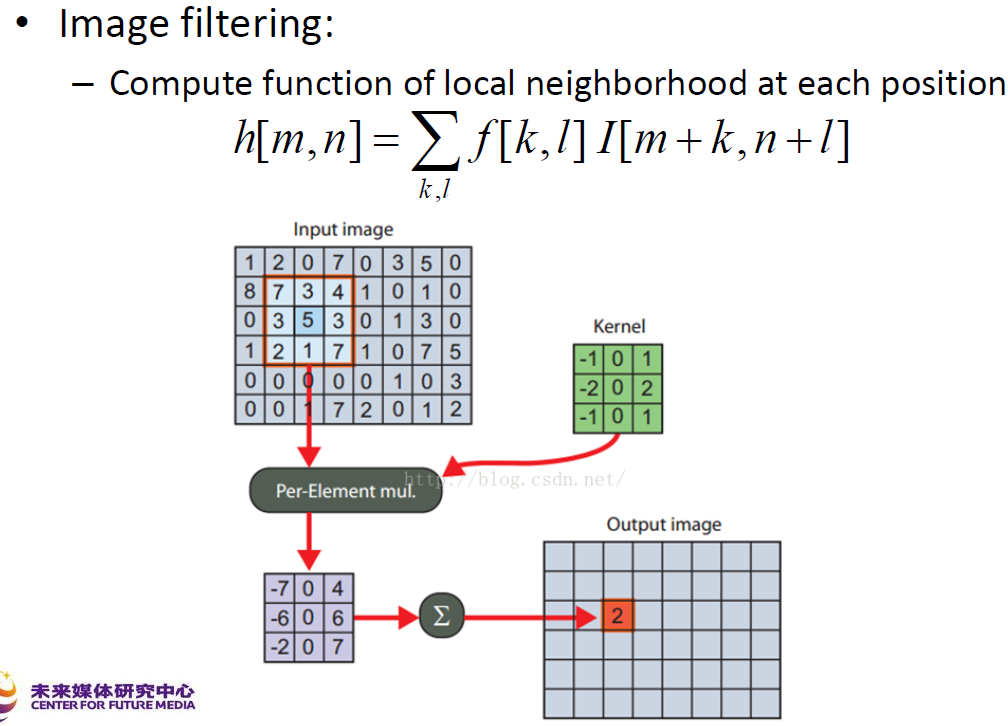 • Image filtering:
– Compute function of local neighborhood at each position
h[m,n]=∑ f[k,l] I[m+k,n+l]
k,l
Input image
1 2 0 7 0 3 5 0
8 7 3 4 1 0 1 0
0 3 5 3 0 1 3 0
1 2 1 7 1 0 7 5
0 0 0 0 0 1 0 3
0 0 1 7 2 0 1 2
Kernel
-1 0 1
-2 0 2
-1 0 1
http://blog.csdn.net/
Per-Element mul.
Output image
-7 0 4
-6 0 6
-2 0 7
Σ
2
未来媒体研究中心
CENTER FOR FUTURE MEDIA